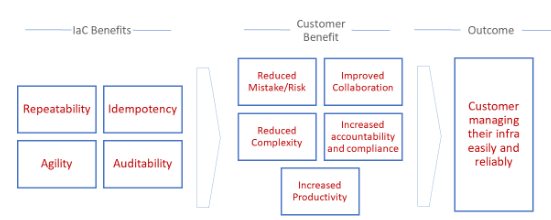 IaC Benefits
Customer
Benefit
Outcome
Repeatability
Idempotency
Agility
Auditability
Reduced
Mistake/Risk
Improved
Collaboration
Reduced
Complexity
Increased
accountability
and compliance
Increased
Productivity
Customer
managing
their infra
easily and
reliably